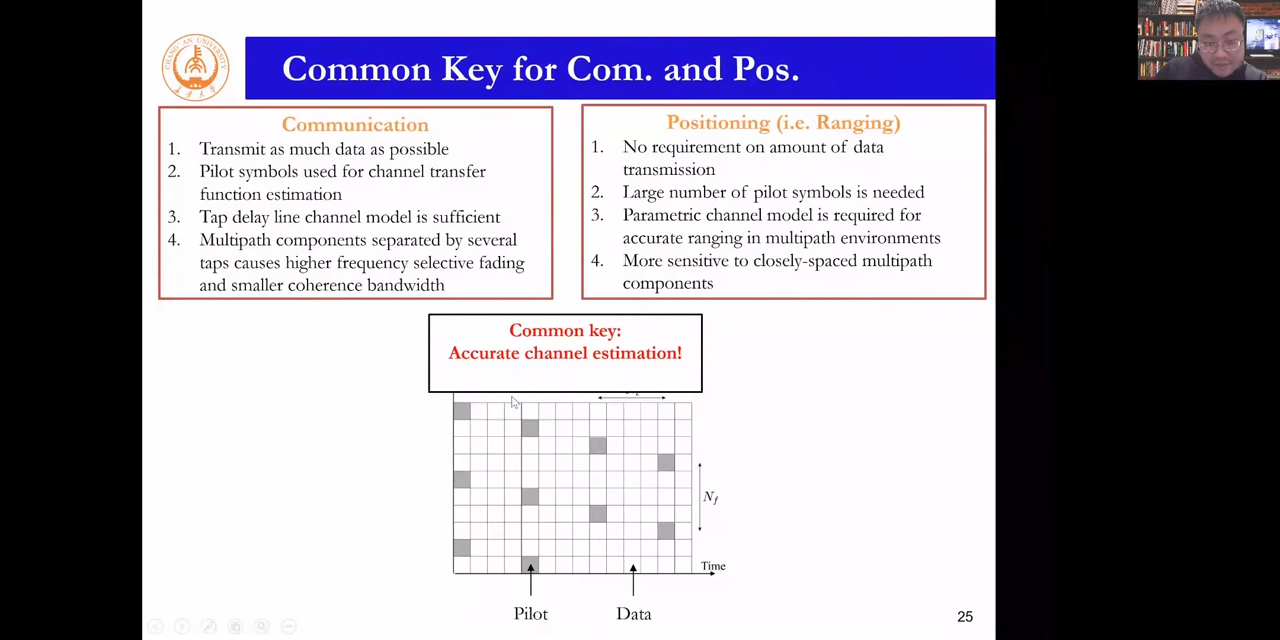 Common Key for Com. and Pos.
Communication
1. Transmit as much data as possible
2. Pilot symbols used for channel transfer
function estimation
3. Tap delay line channel model is sufficient
4. Multipath components separated by several
taps causes higher frequency selective fading
and smaller coherence bandwidth
Positioning (i.e. Ranging)
1. No requirement on amount of data
transmission
2. Large number of pilot symbols is needed
3. Parametric channel model is required for
accurate ranging in multipath environments
4. More sensitive to closely-spaced multipath
components
Common key:
Accurate channel estimation!
N_f
Time
Pilot
Data
25
CHANG'AN UNIVERSITY